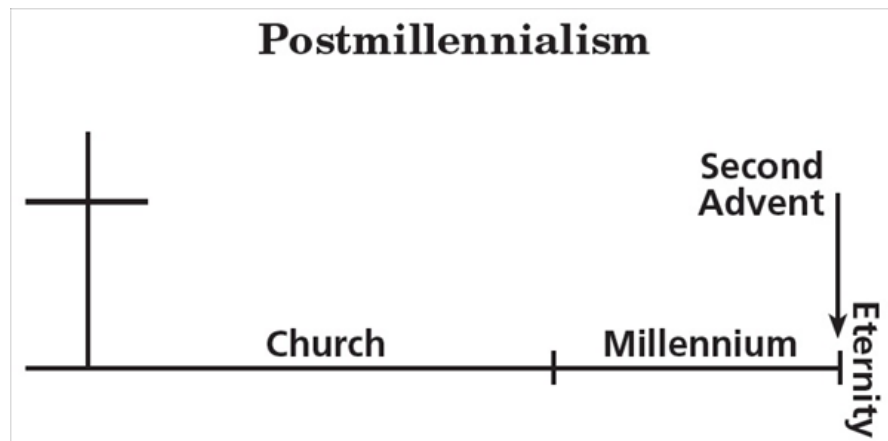 Postmillennialism
Second
Advent
Church
Millennium
Eternity